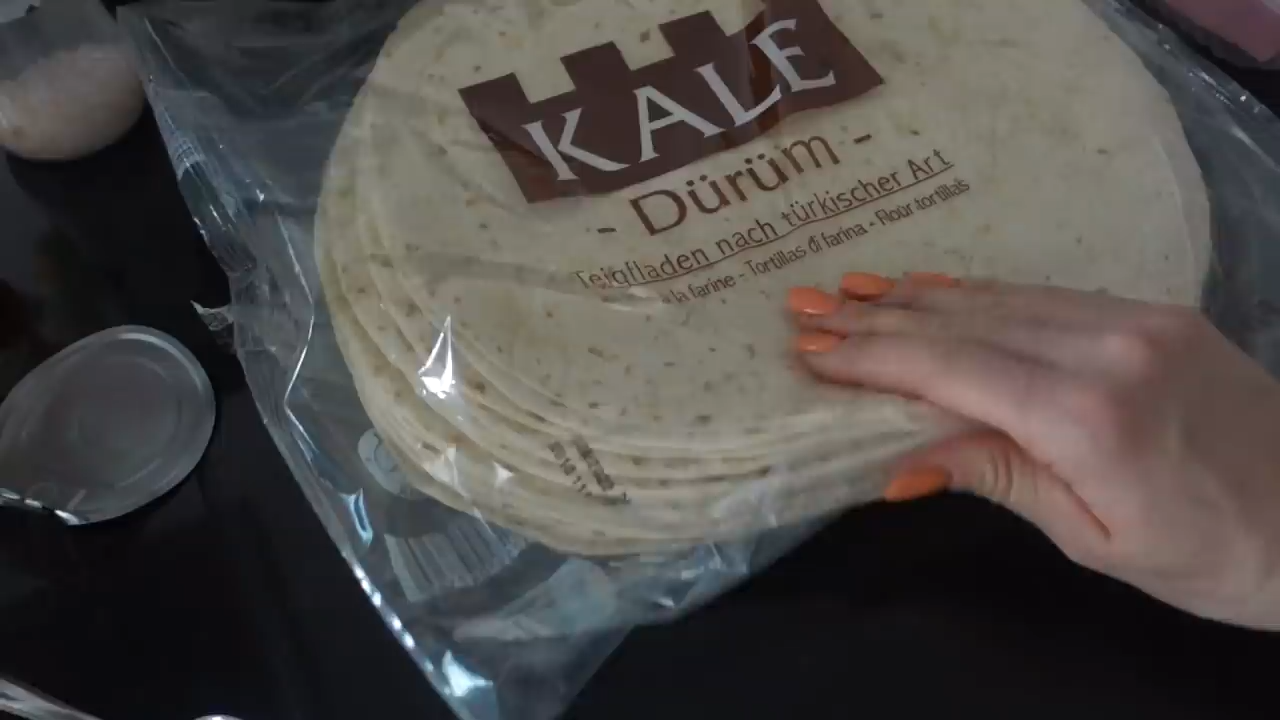 KALE
- Dürüm -
Teigfladen nach türkischer Art
à la farine - Tortillas di farina - Flour tortillas